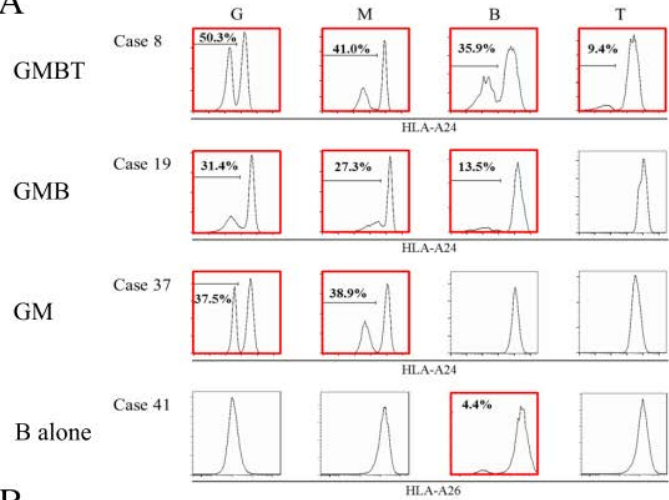 A
G M B T
GMBT
Case 8
50.3% 41.0% 35.9% 9.4%
HLA-A24
GMB
Case 19
31.4% 27.3% 13.5%
HLA-A24
GM
Case 37
37.5% 38.9%
HLA-A24
B alone
Case 41
4.4%
HLA-A26
B